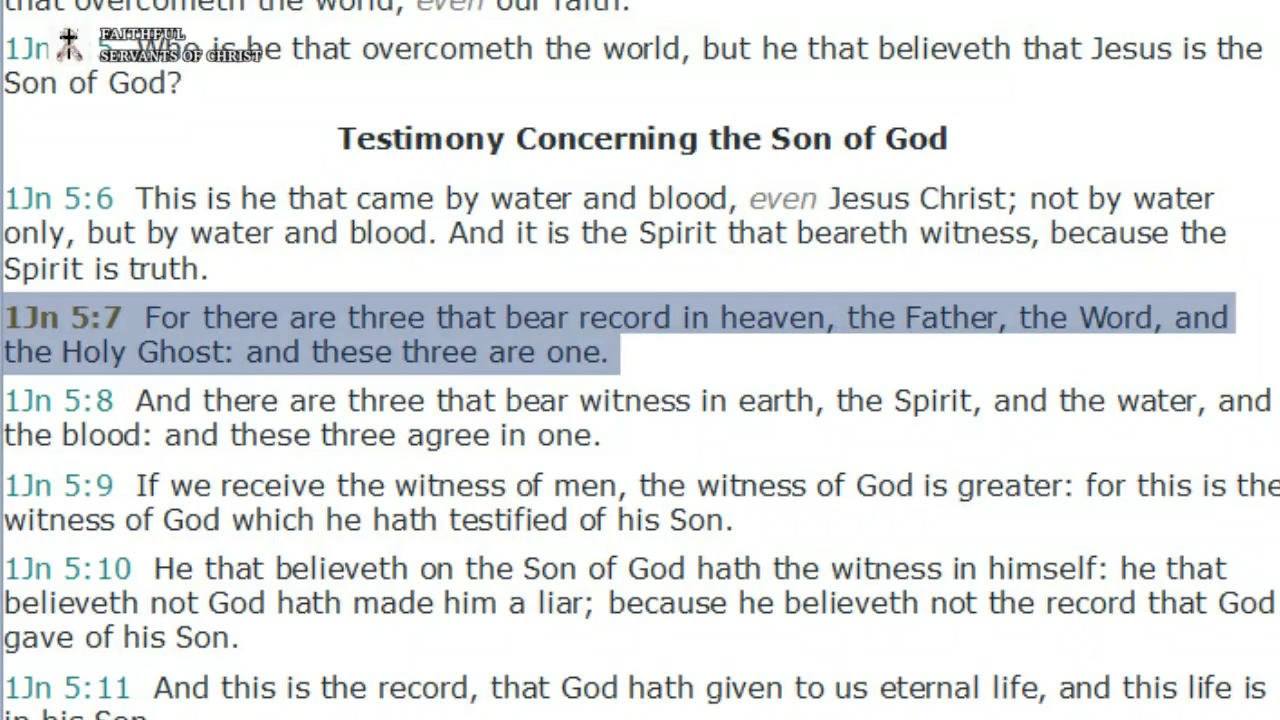 that overcometh the world, even our faith.
FAITHFUL
SERVANTS OF CHRIST
1Jn 5 Who is he that overcometh the world, but he that believeth that Jesus is the
Son of God?
Testimony Concerning the Son of God
1Jn 5:6 This is he that came by water and blood, even Jesus Christ; not by water
only, but by water and blood. And it is the Spirit that beareth witness, because the
Spirit is truth.
1Jn 5:7 For there are three that bear record in heaven, the Father, the Word, and
the Holy Ghost: and these three are one.
1Jn 5:8 And there are three that bear witness in earth, the Spirit, and the water, and
the blood: and these three agree in one.
1Jn 5:9 If we receive the witness of men, the witness of God is greater: for this is the
witness of God which he hath testified of his Son.
1Jn 5:10 He that believeth on the Son of God hath the witness in himself: he that
believeth not God hath made him a liar; because he believeth not the record that God
gave of his Son.
1Jn 5:11 And this is the record, that God hath given to us eternal life, and this life is
in his Son.